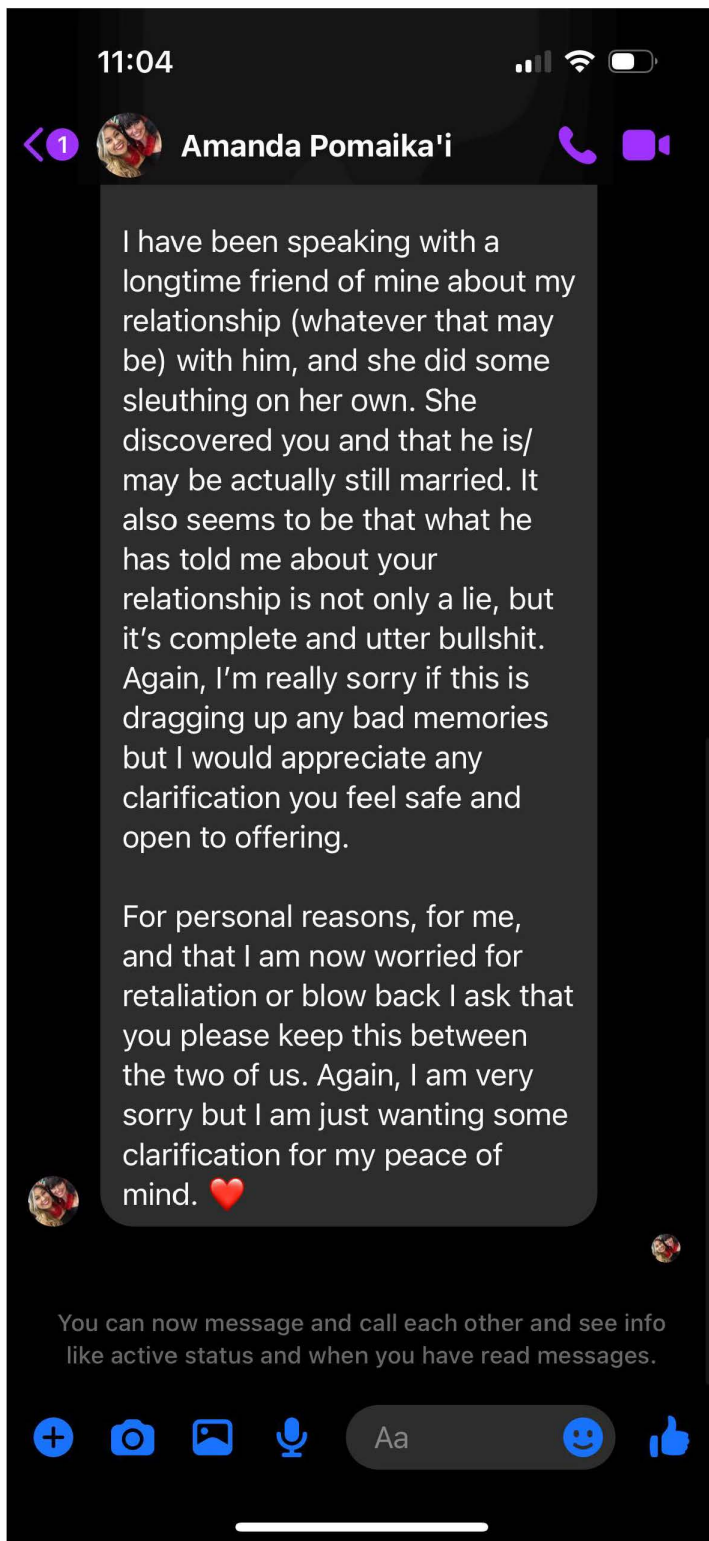 11:04
1
Amanda Pomaika'i
I have been speaking with a
longtime friend of mine about my
relationship (whatever that may
be) with him, and she did some
sleuthing on her own. She
discovered you and that he is/
may be actually still married. It
also seems to be that what he
has told me about your
relationship is not only a lie, but
it’s complete and utter bullshit.
Again, I’m really sorry if this is
dragging up any bad memories
but I would appreciate any
clarification you feel safe and
open to offering.
For personal reasons, for me,
and that I am now worried for
retaliation or blow back I ask that
you please keep this between
the two of us. Again, I am very
sorry but I am just wanting some
clarification for my peace of
mind. ❤️
You can now message and call each other and see info
like active status and when you have read messages.
Aa